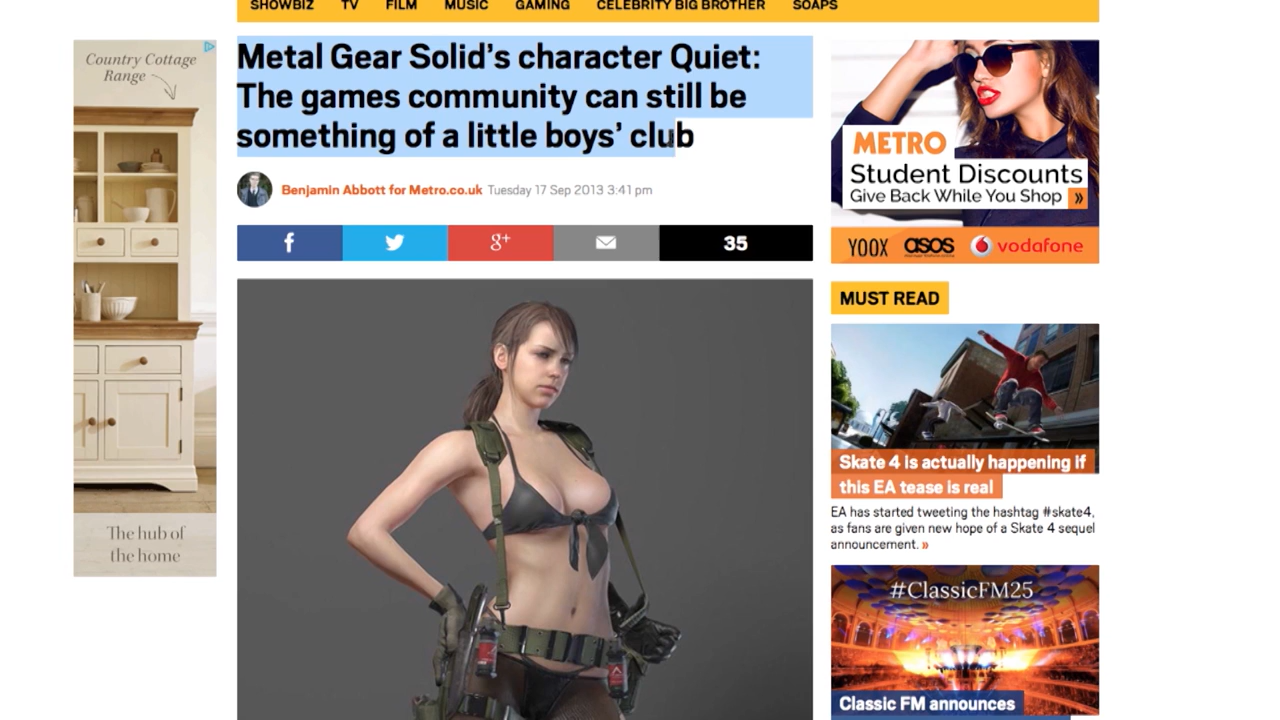 SHOWBIZ TV FILM MUSIC GAMING CELEBRITY BIG BROTHER SOAPS
Country Cottage
Range
The hub of
the home
Metal Gear Solid’s character Quiet:
The games community can still be
something of a little boys’ club
Benjamin Abbott for Metro.co.uk Tuesday 17 Sep 2013 3:41 pm
f
g+
35
METRO
Student Discounts
Give Back While You Shop »
YOOX asos vodafone
MUST READ
Skate 4 is actually happening if
this EA tease is real
EA has started tweeting the hashtag #skate4,
as fans are given new hope of a Skate 4 sequel
announcement. »
#ClassicFM25
Classic FM announces